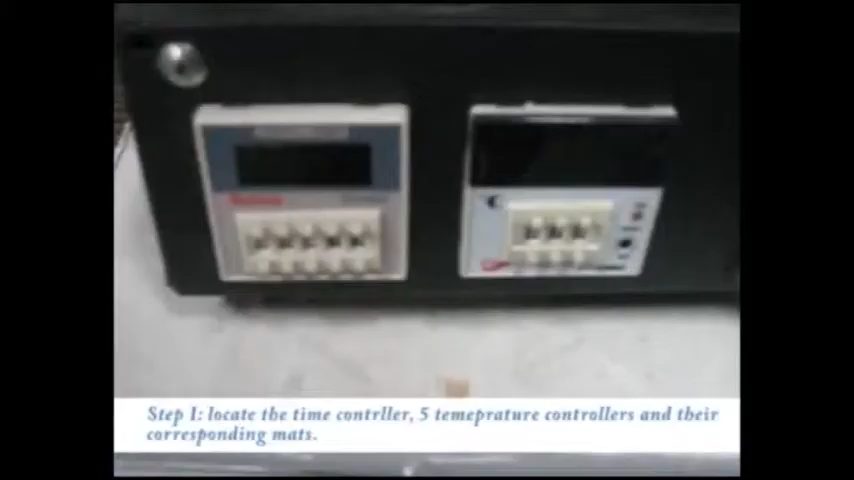 Step 1: locate the time contrller, 5 temeprature controllers and their
corresponding mats.